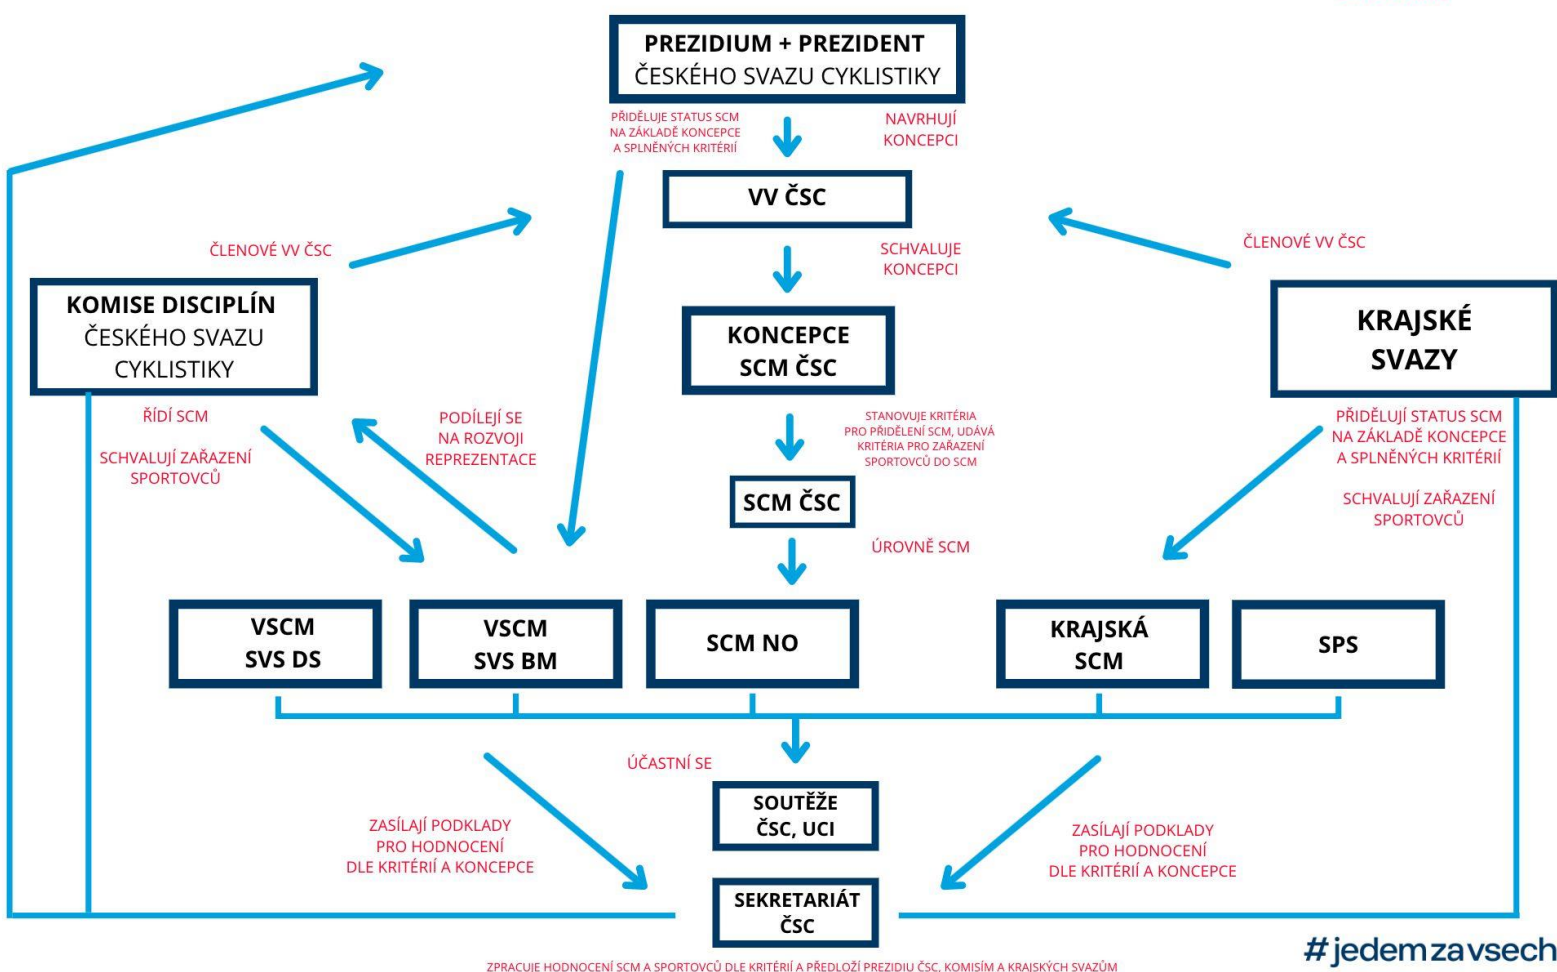 PREZIDIUM + PREZIDENT
ČESKÉHO SVAZU CYKLISTIKY
PŘIDĚLUJE STATUS SCM
NA ZÁKLADĚ KONCEPCE
A SPLNĚNÝCH KRITÉRIÍ
NAVRHUJÍ
KONCEPCI
VV ČSC
ČLENOVÉ VV ČSC
SCHVALUJE
KONCEPCI
ČLENOVÉ VV ČSC
KOMISE DISCIPLÍN
ČESKÉHO SVAZU
CYKLISTIKY
KONCEPCE
SCM ČSC
KRAJSKÉ
SVAZY
ŘÍDÍ SCM
SCHVALUJÍ ZAŘAZENÍ
SPORTOVCŮ
PODÍLEJÍ SE
NA ROZVOJI
REPREZENTACE
STANOVUJE KRITÉRIA
PRO PŘIDĚLENÍ SCM, UDÁVÁ
KRITÉRIA PRO ZAŘAZENÍ
SPORTOVCŮ DO SCM
PŘIDĚLUJÍ STATUS SCM
NA ZÁKLADĚ KONCEPCE
A SPLNĚNÝCH KRITÉRIÍ
SCHVALUJÍ ZAŘAZENÍ
SPORTOVCŮ
SCM ČSC
ÚROVNĚ SCM
VSCM
SVS DS
VSCM
SVS BM
SCM NO
KRAJSKÁ
SCM
SPS
ÚČASTNÍ SE
SOUTĚŽE
ČSC, UCI
ZASÍLAJÍ PODKLADY
PRO HODNOCENÍ
DLE KRITÉRIÍ A KONCEPCE
ZASÍLAJÍ PODKLADY
PRO HODNOCENÍ
DLE KRITÉRIÍ A KONCEPCE
SEKRETARIÁT
ČSC
#jedemzavsech
ZPRACUJE HODNOCENÍ SCM A SPORTOVCŮ DLE KRITÉRIÍ A PŘEDLOŽÍ PREZIDIU ČSC, KOMISÍM A KRAJSKÝCH SVAZŮM